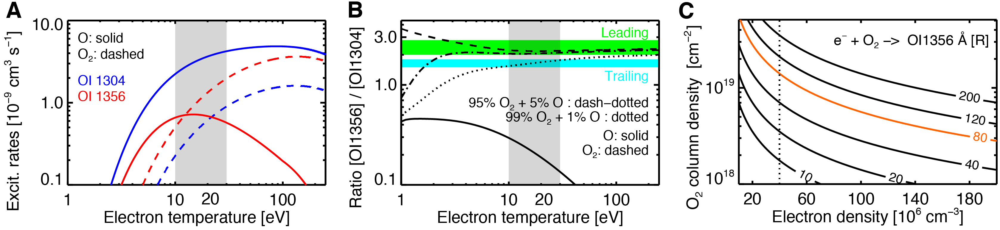 A
Excit. rates [10⁻⁹ cm³ s⁻¹]
10.0
1.0
0.1
O: solid
O₂: dashed
OI 1304
OI 1356
1
10
20
100
Electron temperature [eV]
B
Ratio [OI1356] / [OI1304]
3.0
1.0
0.1
Leading
Trailing
95% O₂ + 5% O : dash−dotted
99% O₂ + 1% O : dotted
O: solid
O₂: dashed
1
10
20
100
Electron temperature [eV]
C
O₂ column density [cm⁻²]
10¹⁹
10¹⁸
e⁻ + O₂ −> OI1356 Å [R]
200
120
80
40
20
10
20
60
100
140
180
Electron density [10⁶ cm⁻³]